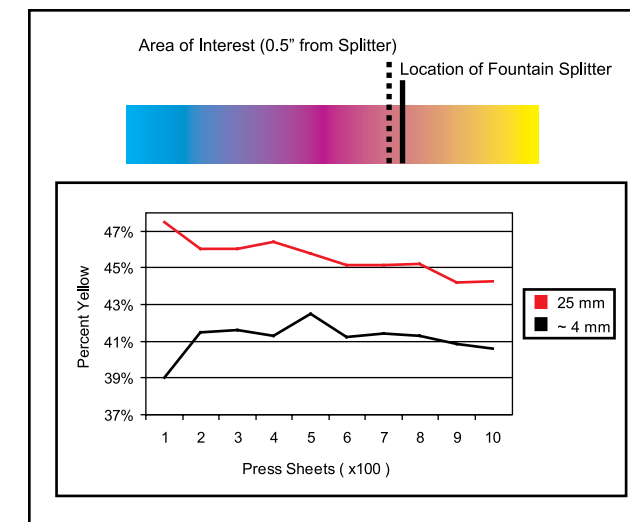 Area of Interest (0.5" from Splitter)
Location of Fountain Splitter
47%
45%
43%
41%
39%
37%
Percent Yellow
1 2 3 4 5 6 7 8 9 10
Press Sheets ( x100 )
25 mm
~ 4 mm